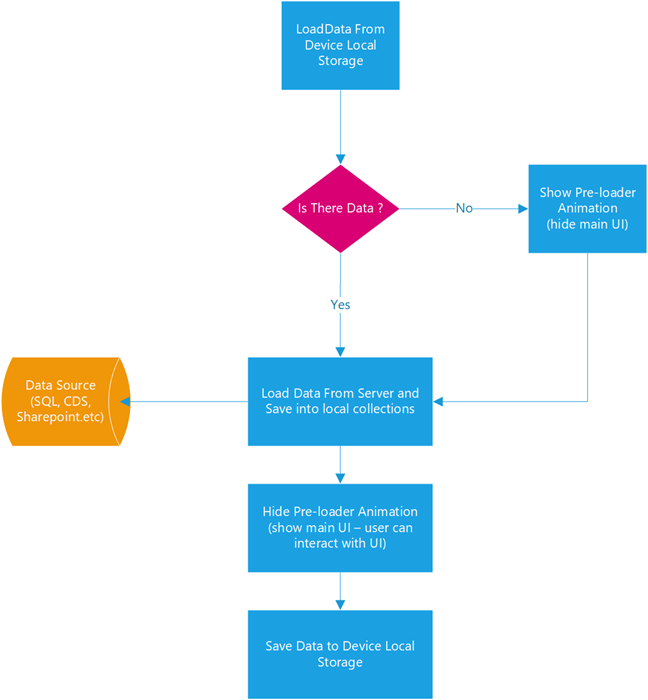 LoadData From
Device Local
Storage
Is There Data ?
No
Show Pre-loader
Animation
(hide main UI)
Yes
Data Source
(SQL, CDS,
Sharepoint.etc)
Load Data From Server and
Save into local collections
Hide Pre-loader Animation
(show main UI – user can
interact with UI)
Save Data to Device Local
Storage